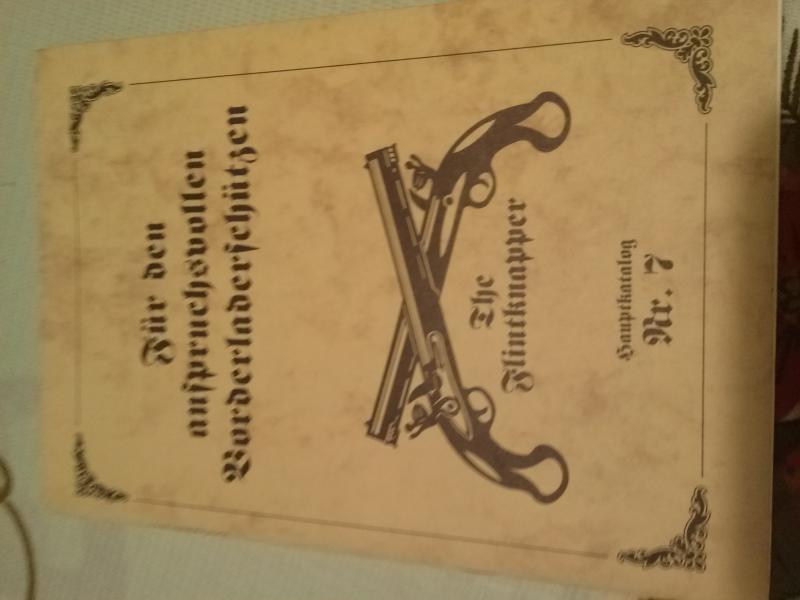 Für den
anspruchsvollen
Vorderladerschützen
The
Flintknapper
Hauptkatalog
Nr. 7